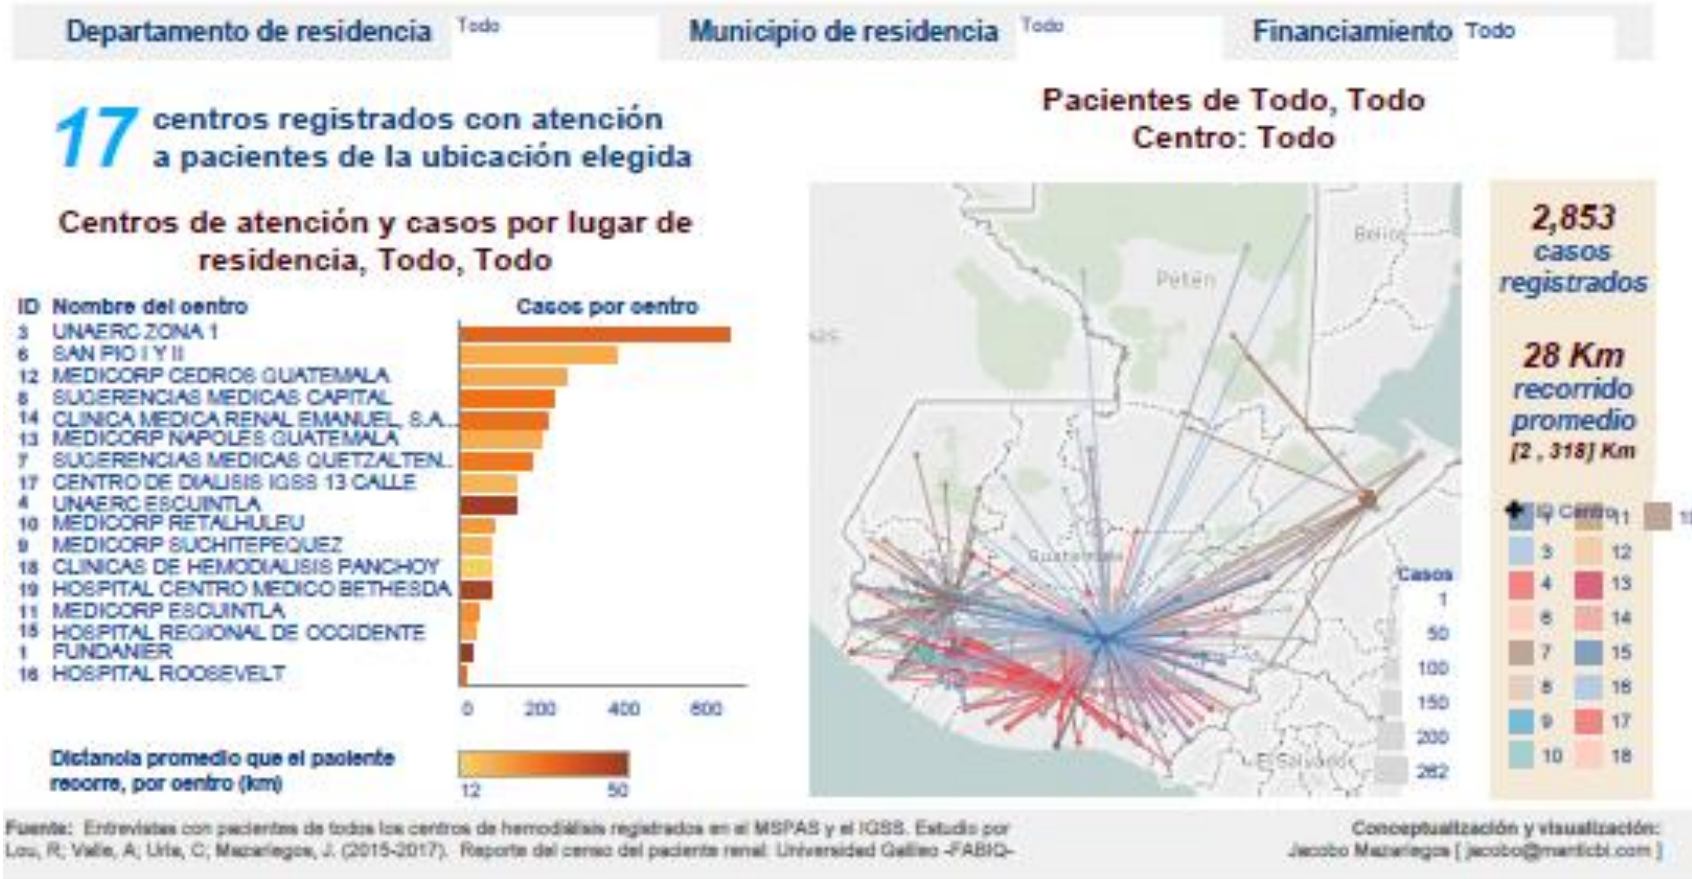 Departamento de residencia Todo
Municipio de residencia Todo
Financiamiento Todo
17 centros registrados con atención
a pacientes de la ubicación elegida
Centros de atención y casos por lugar de
residencia, Todo, Todo
ID Nombre del centro Casos por centro
3 UNAERC ZONA 1
6 SAN PIO I Y II
12 MEDICORP CEDROS GUATEMALA
8 SUGERENCIAS MEDICAS CAPITAL
14 CLINICA MEDICA RENAL EMANUEL, S.A...
13 MEDICORP NAPOLES GUATEMALA
7 SUGERENCIAS MEDICAS QUETZALTEN...
17 CENTRO DE DIALISIS IGSS 13 CALLE
4 UNAERC ESCUINTLA
10 MEDICORP RETALHULEU
9 MEDICORP SUCHITEPEQUEZ
18 CLINICAS DE HEMODIALISIS PANCHOY
19 HOSPITAL CENTRO MEDICO BETHESDA
11 MEDICORP ESCUINTLA
15 HOSPITAL REGIONAL DE OCCIDENTE
1 FUNDANIER
16 HOSPITAL ROOSEVELT
0 200 400 600
Distancia promedio que el paciente
recorre, por centro (km)
12 50
Pacientes de Todo, Todo
Centro: Todo
Petén
Belice
Guatemala
El Salvador
Casos
1
50
100
150
200
262
2,853
casos
registrados
28 Km
recorrido
promedio
[2 , 318] Km
ID Centro
1 11
3 12
4 13
6 14
7 15
8 16
9 17
10 18
Fuente: Entrevistas con pacientes de todos los centros de hemodiálisis registrados en el MSPAS y el IGSS. Estudio por
Lou, R; Valle, A; Urla, C; Mazariegos, J. (2015-2017). Reporte del censo del paciente renal. Universidad Galileo -FABIQ-
Conceptualización y visualización:
Jacobo Mazariegos [ jacobo@manticbi.com ]